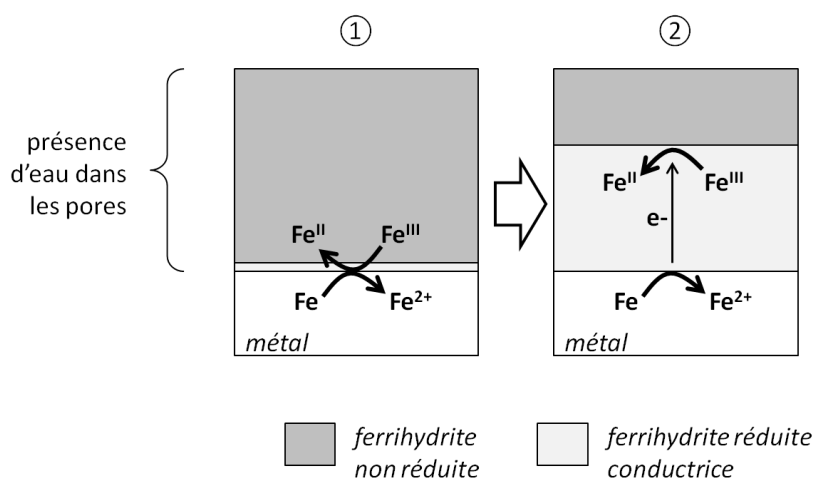 ①
②
présence
d'eau dans
les pores
Fe^II Fe^III
Fe Fe^2+
métal
Fe^II Fe^III
e-
Fe Fe^2+
métal
ferrihydrite
non réduite
ferrihydrite réduite
conductrice